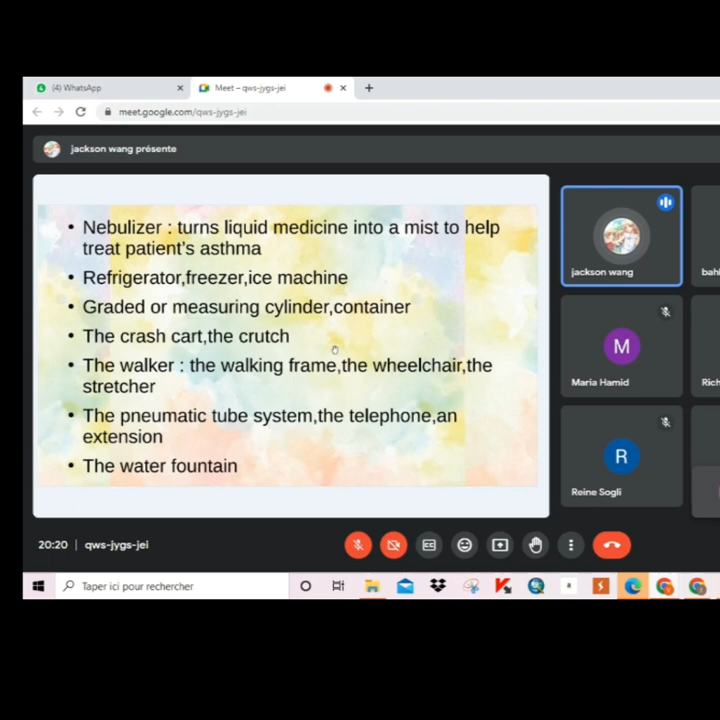 (4) WhatsApp
Meet – qws-jygs-jei
meet.google.com/qws-jygs-jei
jackson wang présente
• Nebulizer : turns liquid medicine into a mist to help
treat patient's asthma
• Refrigerator,freezer,ice machine
• Graded or measuring cylinder,container
• The crash cart,the crutch
• The walker : the walking frame,the wheelchair,the
stretcher
• The pneumatic tube system,the telephone,an
extension
• The water fountain
jackson wang
bah
M
Maria Hamid
Rich
R
Reine Sogli
20:20 | qws-jygs-jei
Taper ici pour rechercher